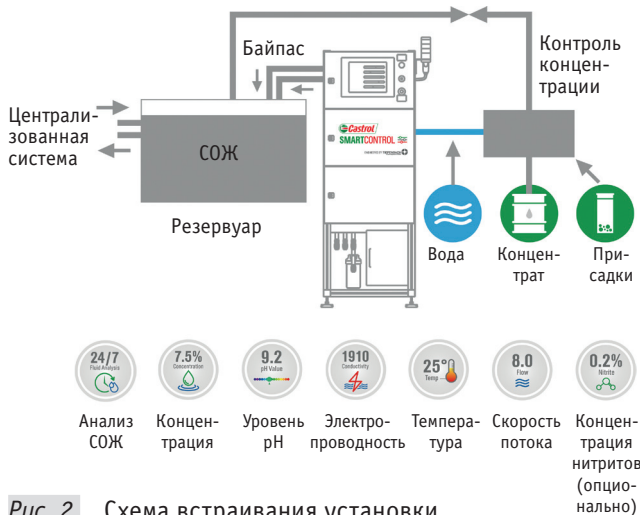 Байпас
Контроль
концен-
трации
Централи-
зованная
система
СОЖ
Резервуар
Castrol
SMARTCONTROL
Вода
Концен-
трат
При-
садки
24/7
Fluid Analysis
7.5%
Concentration
9.2
pH Value
1910
Conductivity
25°
Temp
8.0
Flow
0.2%
Nitrite
Анализ
СОЖ
Концен-
трация
Уровень
pH
Электро-
проводность
Темпера-
тура
Скорость
потока
Концен-
трация
нитритов
(опцио-
нально)
Рис. 2 Схема встраивания установки